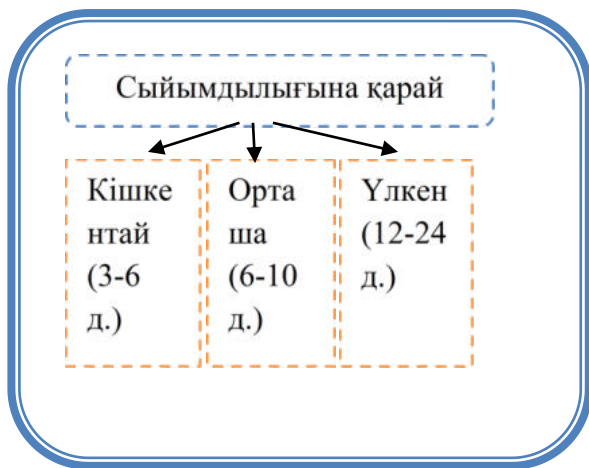 Сыйымдылығына қарай
Кішке
нтай
(3-6
д.)
Орта
ша
(6-10
д.)
Үлкен
(12-24
д.)